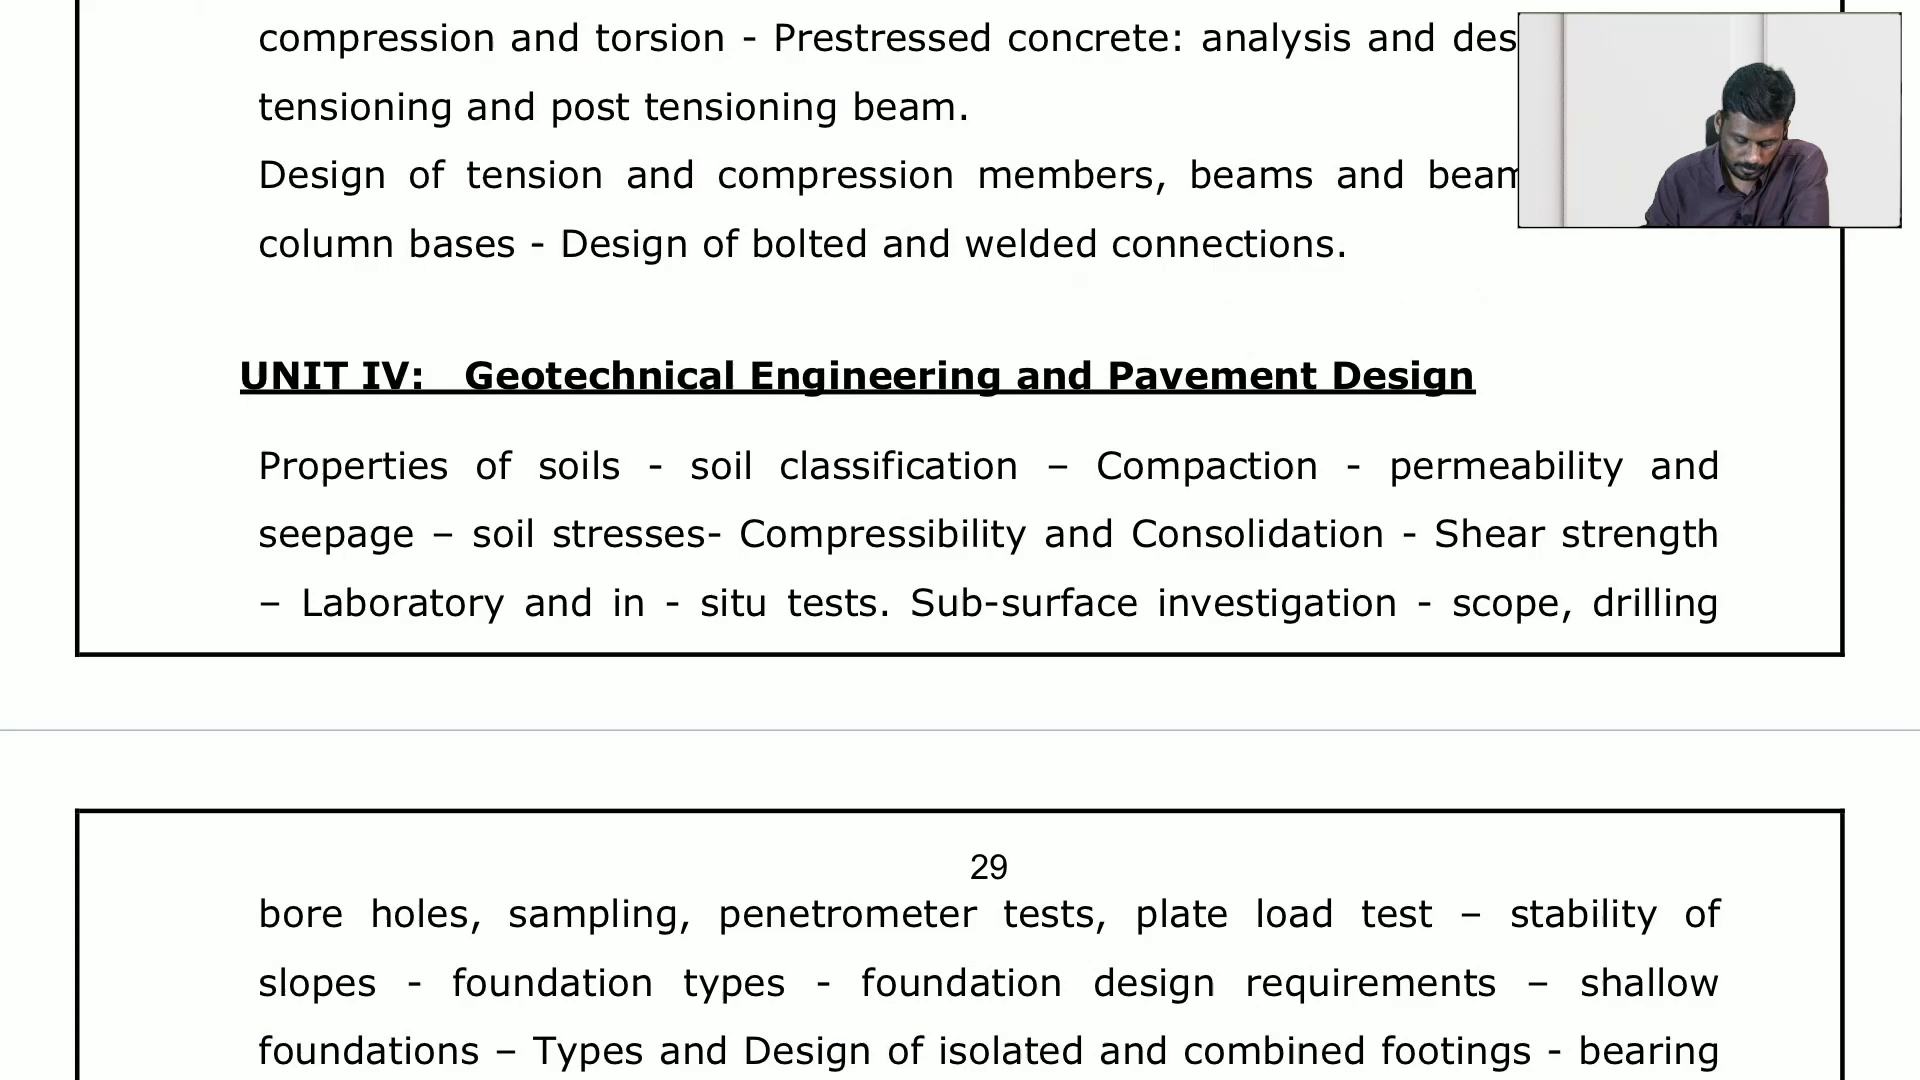 compression and torsion - Prestressed concrete: analysis and
tensioning and post tensioning beam.
Design of tension and compression members, beams and
column bases - Design of bolted and welded connections.
UNIT IV: Geotechnical Engineering and Pavement Design
Properties of soils - soil classification – Compaction - permeability and
seepage – soil stresses- Compressibility and Consolidation - Shear strength
– Laboratory and in - situ tests. Sub-surface investigation - scope, drilling
29
bore holes, sampling, penetrometer tests, plate load test – stability of
slopes - foundation types - foundation design requirements – shallow
foundations – Types and Design of isolated and combined footings - bearing